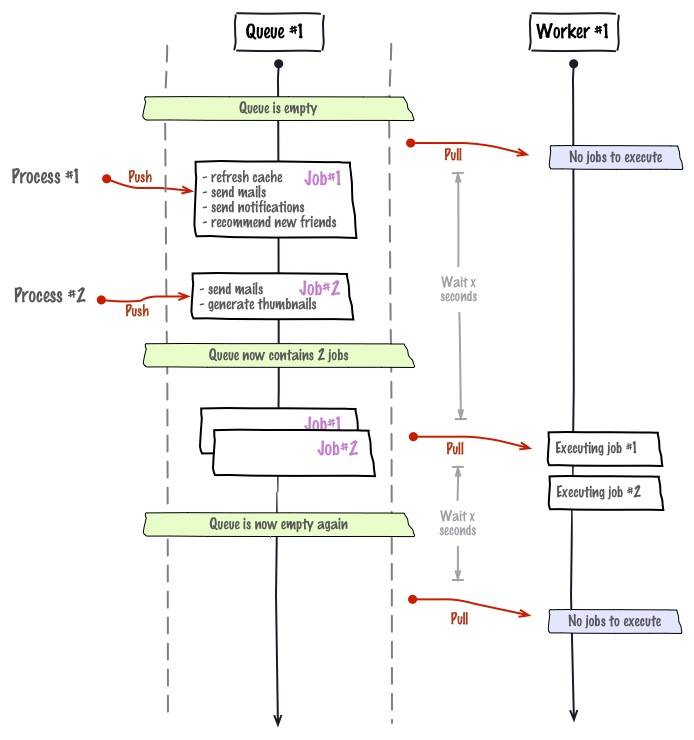 Queue #1
Worker #1
Queue is empty
Pull
No jobs to execute
Process #1
Push
- refresh cache
Job#1
- send mails
- send notifications
- recommend new friends
Wait x
seconds
Process #2
Push
- send mails
Job#2
- generate thumbnails
Queue now contains 2 jobs
Job#1
Job#2
Pull
Executing job #1
Executing job #2
Wait x
seconds
Queue is now empty again
Pull
No jobs to execute